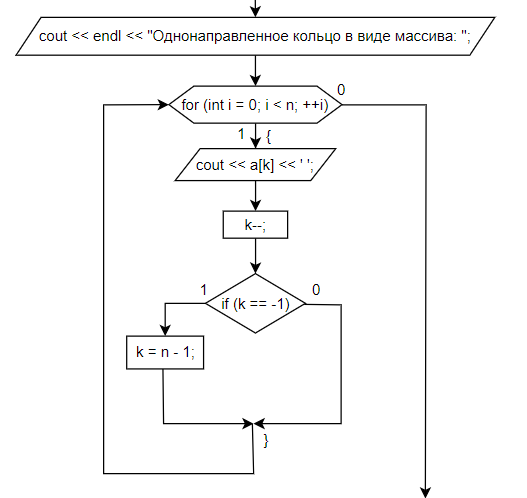 cout << endl << "Однонаправленное кольцо в виде массива: ";
for (int i = 0; i < n; ++i)
0
1
{
cout << a[k] << ' ';
k--;
if (k == -1)
1
0
k = n - 1;
}